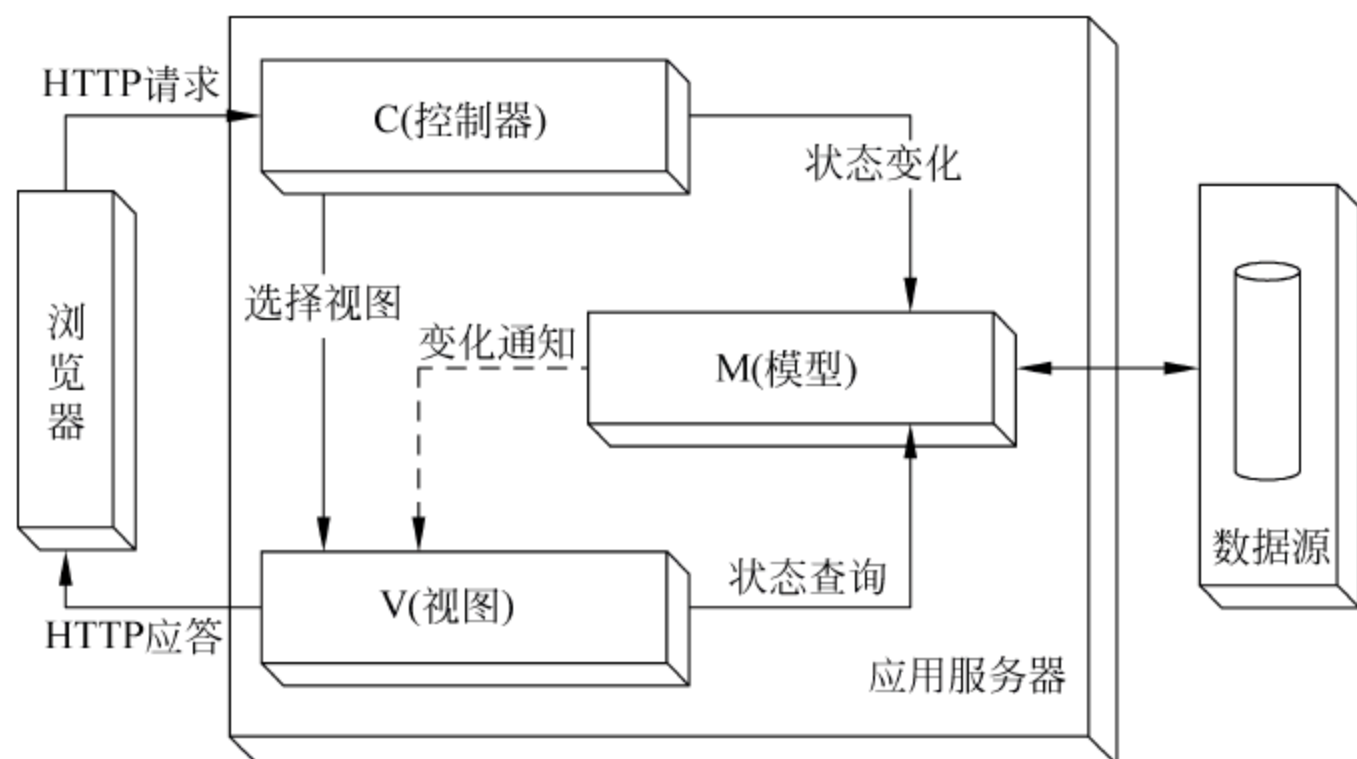 HTTP请求
C(控制器)
状态变化
浏览器
选择视图
变化通知
M(模型)
数据源
V(视图)
状态查询
HTTP应答
应用服务器